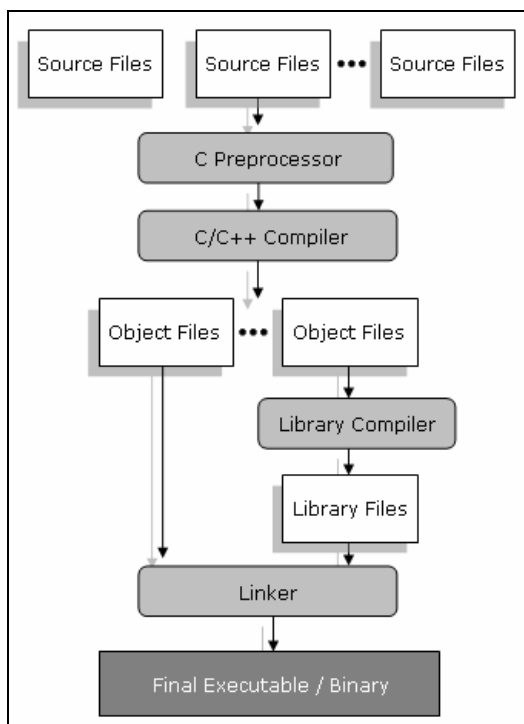 Source Files
Source Files
Source Files
C Preprocessor
C/C++ Compiler
Object Files
Object Files
Library Compiler
Library Files
Linker
Final Executable / Binary